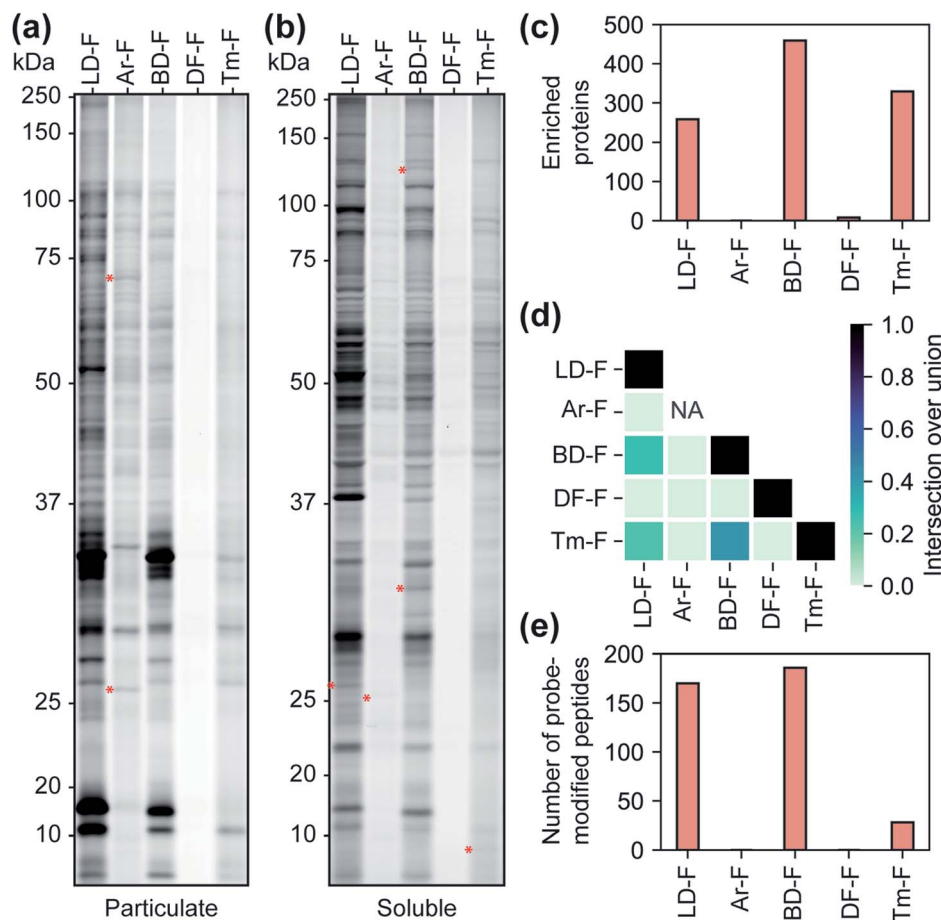 (a)
kDa
LD-F
Ar-F
BD-F
DF-F
Tm-F
250
150
100
75
50
37
25
20
10
*
*
Particulate
(b)
kDa
LD-F
Ar-F
BD-F
DF-F
Tm-F
250
150
100
75
50
37
25
20
10
*
*
*
*
*
Soluble
(c)
Enriched
proteins
500
400
300
200
100
0
LD-F
Ar-F
BD-F
DF-F
Tm-F
(d)
LD-F
Ar-F
NA
BD-F
DF-F
Tm-F
LD-F
Ar-F
BD-F
DF-F
Tm-F
1.0
0.8
0.6
0.4
0.2
0.0
Intersection over union
(e)
Number of probe-
modified peptides
200
150
100
50
0
LD-F
Ar-F
BD-F
DF-F
Tm-F